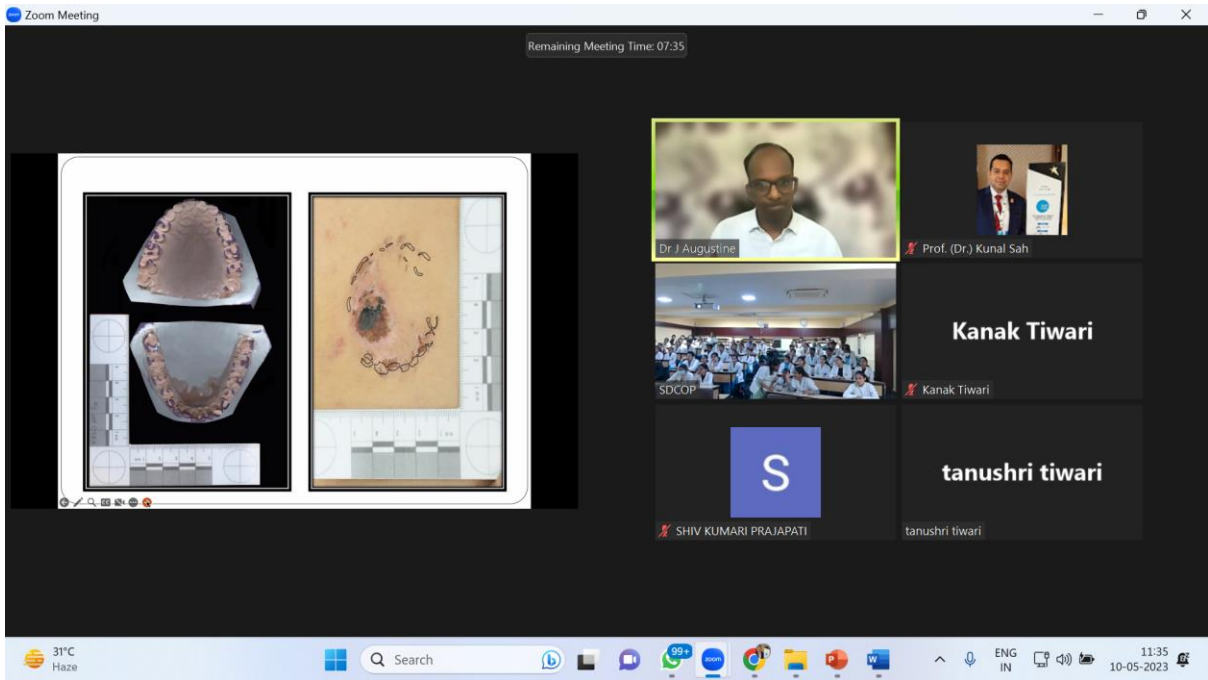 Zoom Meeting
Remaining Meeting Time: 07:35
Dr J Augustine
Prof. (Dr.) Kunal Sah
SDCOP
Kanak Tiwari
Kanak Tiwari
S
SHIV KUMARI PRAJAPATI
tanushri tiwari
tanushri tiwari
31°C
Haze
Search
99+
zoom
ENG
IN
11:35
10-05-2023